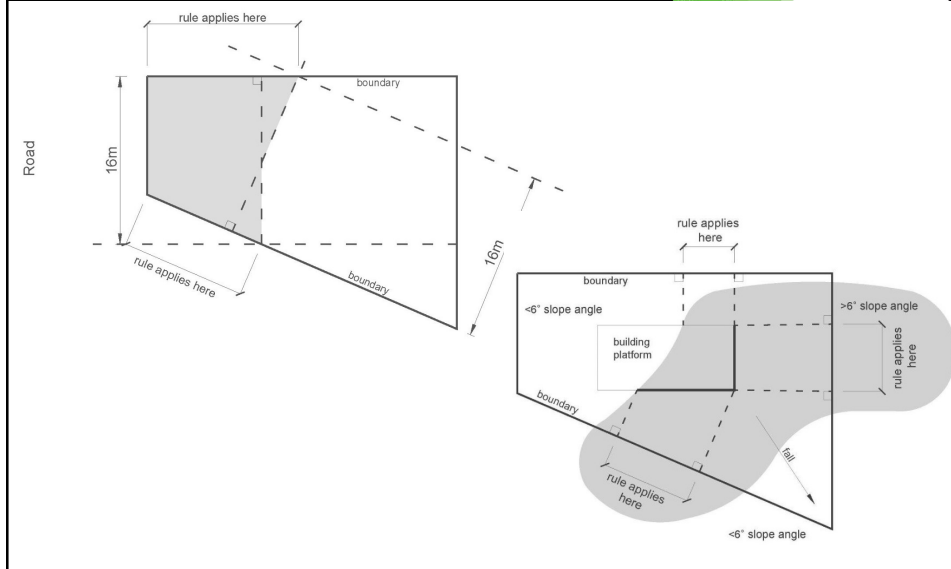 rule applies here
boundary
Road
16m
rule applies here
boundary
16m
rule applies
here
boundary
<6° slope angle
>6° slope angle
building
platform
rule applies
here
boundary
fall
rule applies
here
<6° slope angle